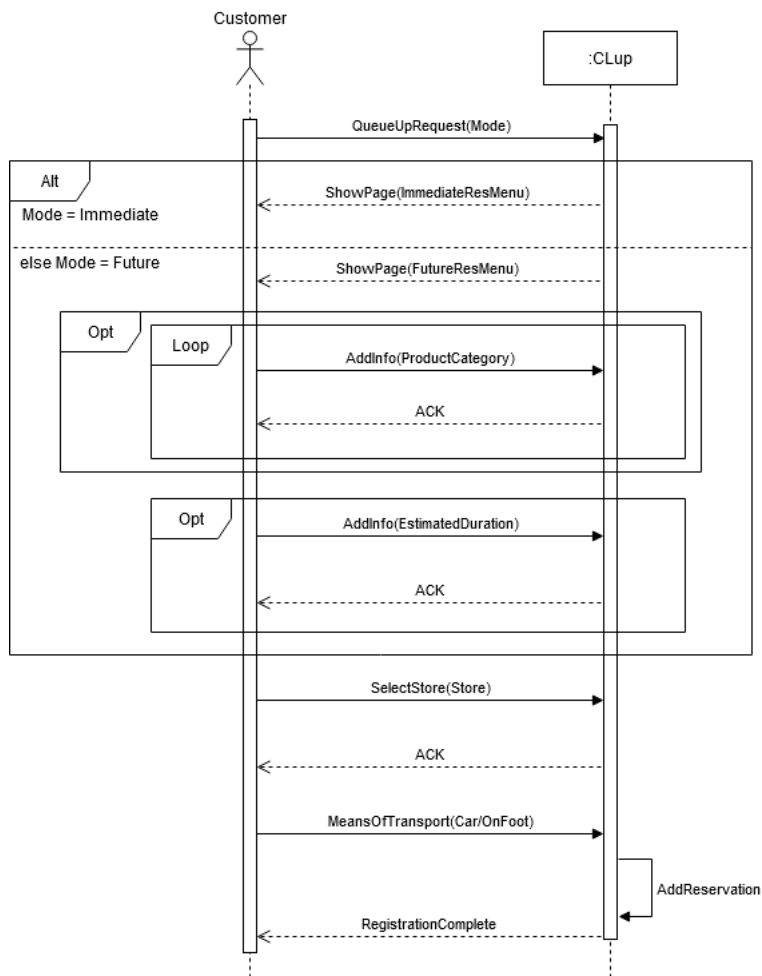 Customer
:CLup
QueueUpRequest(Mode)
Alt
ShowPage(ImmediateResMenu)
Mode = Immediate
else Mode = Future
ShowPage(FutureResMenu)
Opt
Loop
AddInfo(ProductCategory)
ACK
Opt
AddInfo(EstimatedDuration)
ACK
SelectStore(Store)
ACK
MeansOfTransport(Car/OnFoot)
AddReservation
RegistrationComplete